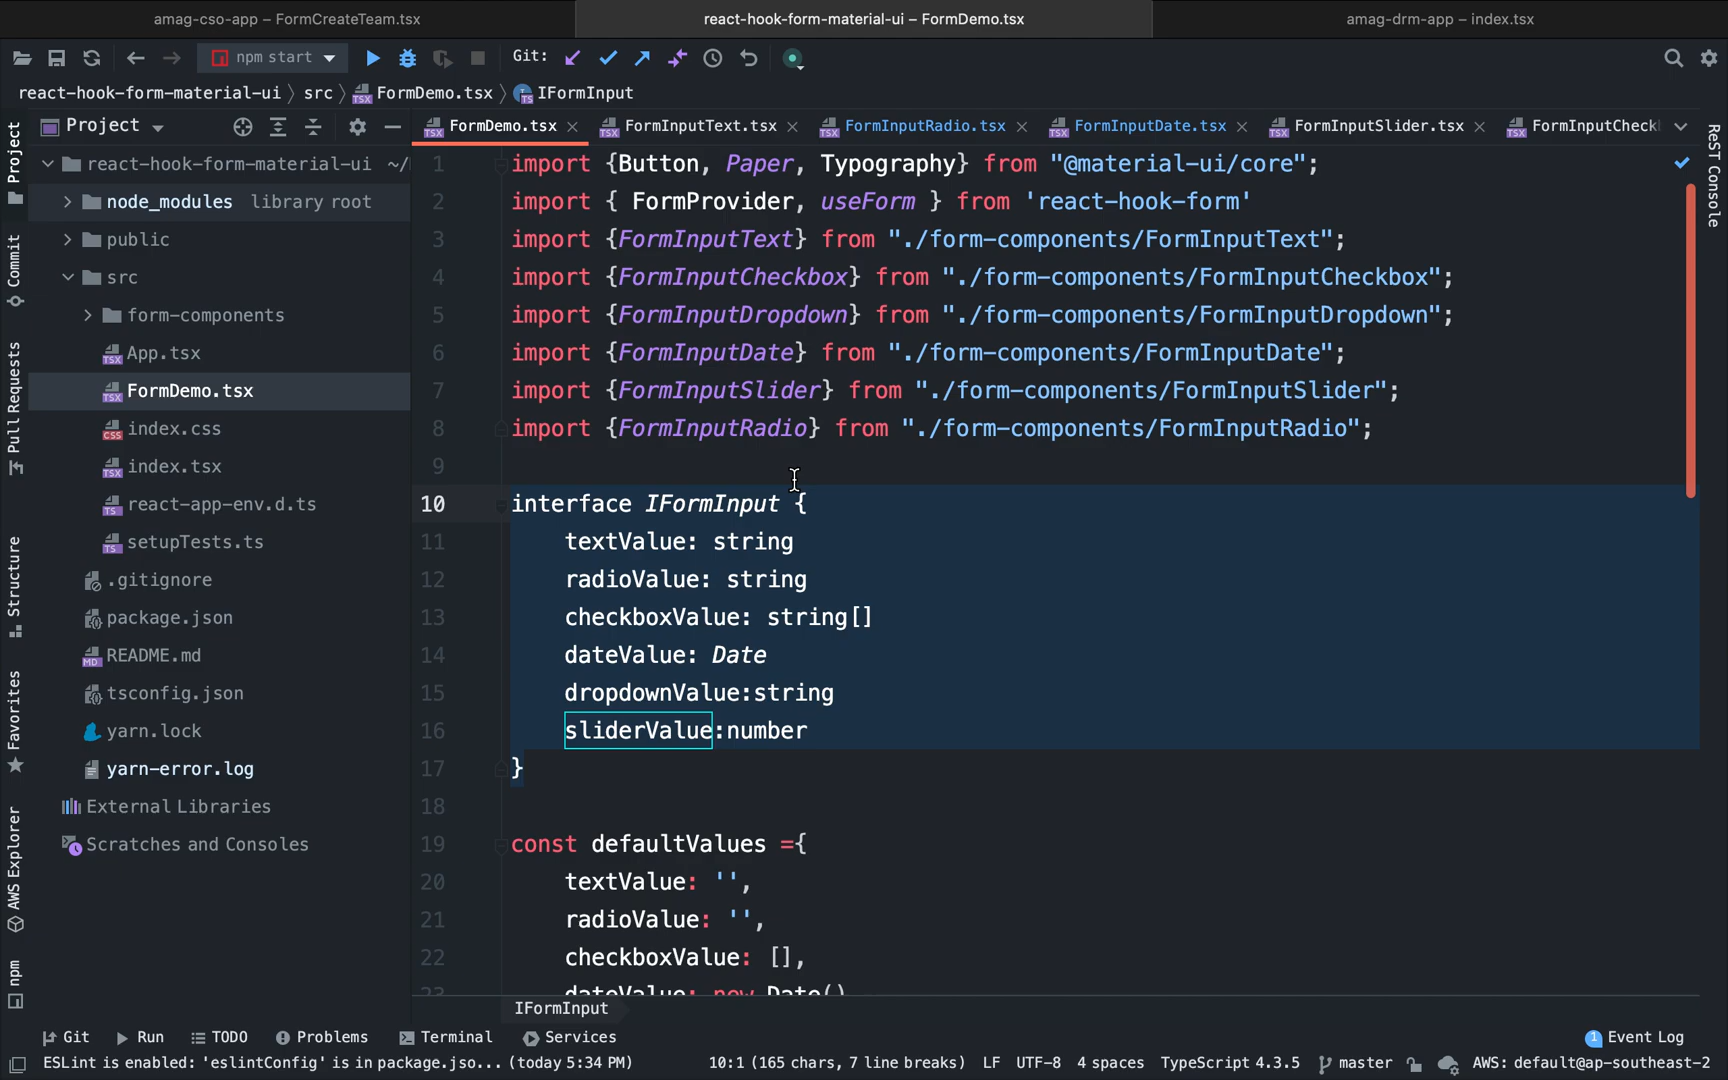 amag-cso-app – FormCreateTeam.tsx
react-hook-form-material-ui – FormDemo.tsx
amag-drm-app – index.tsx
npm start
Git:
react-hook-form-material-ui 〉 src 〉 FormDemo.tsx 〉 IFormInput
Project
FormDemo.tsx
FormInputText.tsx
FormInputRadio.tsx
FormInputDate.tsx
FormInputSlider.tsx
FormInputCheck
Project
Commit
Pull Requests
Structure
Favorites
AWS Explorer
npm
react-hook-form-material-ui ~/
node_modules library root
public
src
form-components
App.tsx
FormDemo.tsx
index.css
index.tsx
react-app-env.d.ts
setupTests.ts
.gitignore
package.json
README.md
tsconfig.json
yarn.lock
yarn-error.log
External Libraries
Scratches and Consoles
1 import {Button, Paper, Typography} from "@material-ui/core";
2 import { FormProvider, useForm } from 'react-hook-form'
3 import {FormInputText} from "./form-components/FormInputText";
4 import {FormInputCheckbox} from "./form-components/FormInputCheckbox";
5 import {FormInputDropdown} from "./form-components/FormInputDropdown";
6 import {FormInputDate} from "./form-components/FormInputDate";
7 import {FormInputSlider} from "./form-components/FormInputSlider";
8 import {FormInputRadio} from "./form-components/FormInputRadio";
9
10 interface IFormInput {
11 textValue: string
12 radioValue: string
13 checkboxValue: string[]
14 dateValue: Date
15 dropdownValue:string
16 sliderValue:number
17 }
18
19 const defaultValues ={
20 textValue: '',
21 radioValue: '',
22 checkboxValue: [],
23 dateValue: new Date()
IFormInput
ReST Console
Git
Run
TODO
Problems
Terminal
Services
1 Event Log
ESLint is enabled: 'eslintConfig' is in package.jso... (today 5:34 PM)
10:1 (165 chars, 7 line breaks)
LF
UTF-8
4 spaces
TypeScript 4.3.5
master
AWS: default@ap-southeast-2